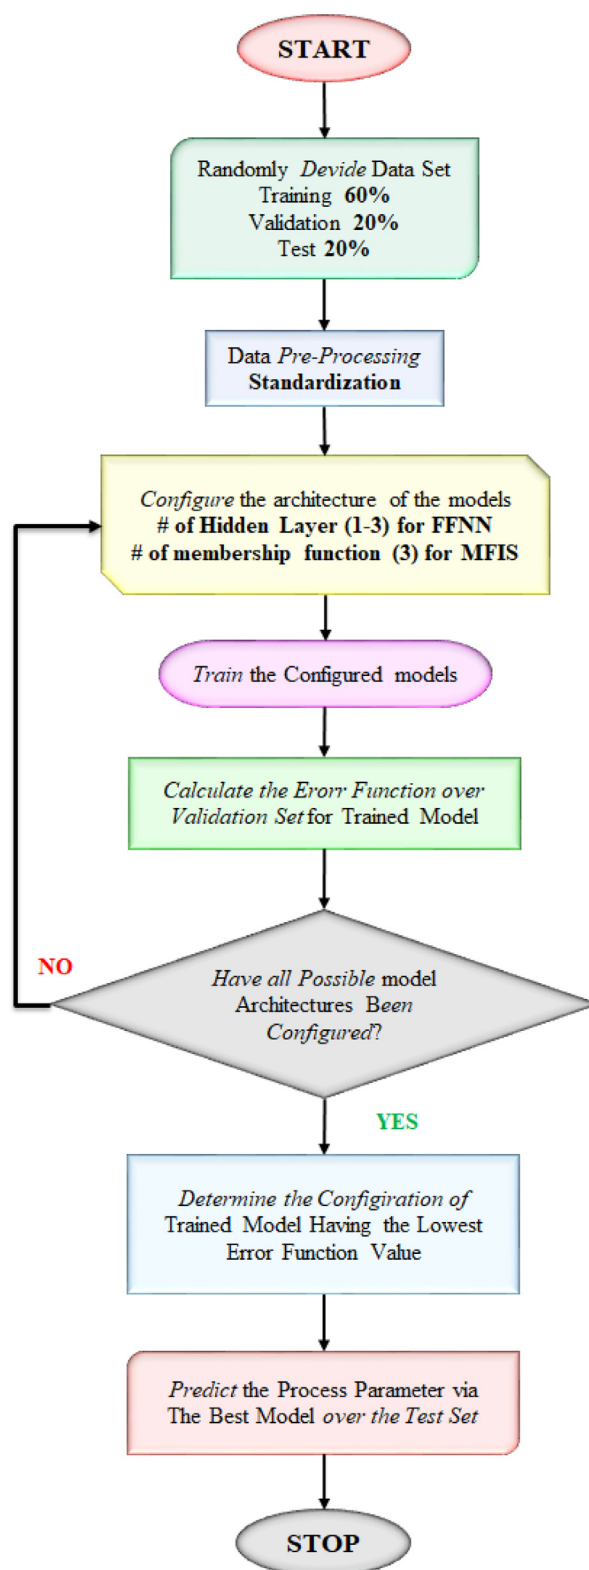 START
Randomly Devide Data Set
Training 60%
Validation 20%
Test 20%
Data Pre-Processing
Standardization
Configure the architecture of the models
# of Hidden Layer (1-3) for FFNN
# of membership function (3) for MFIS
Train the Configured models
Calculate the Erorr Function over
Validation Set for Trained Model
NO
Have all Possible model
Architectures Been
Configured?
YES
Determine the Configiration of
Trained Model Having the Lowest
Error Function Value
Predict the Process Parameter via
The Best Model over the Test Set
STOP